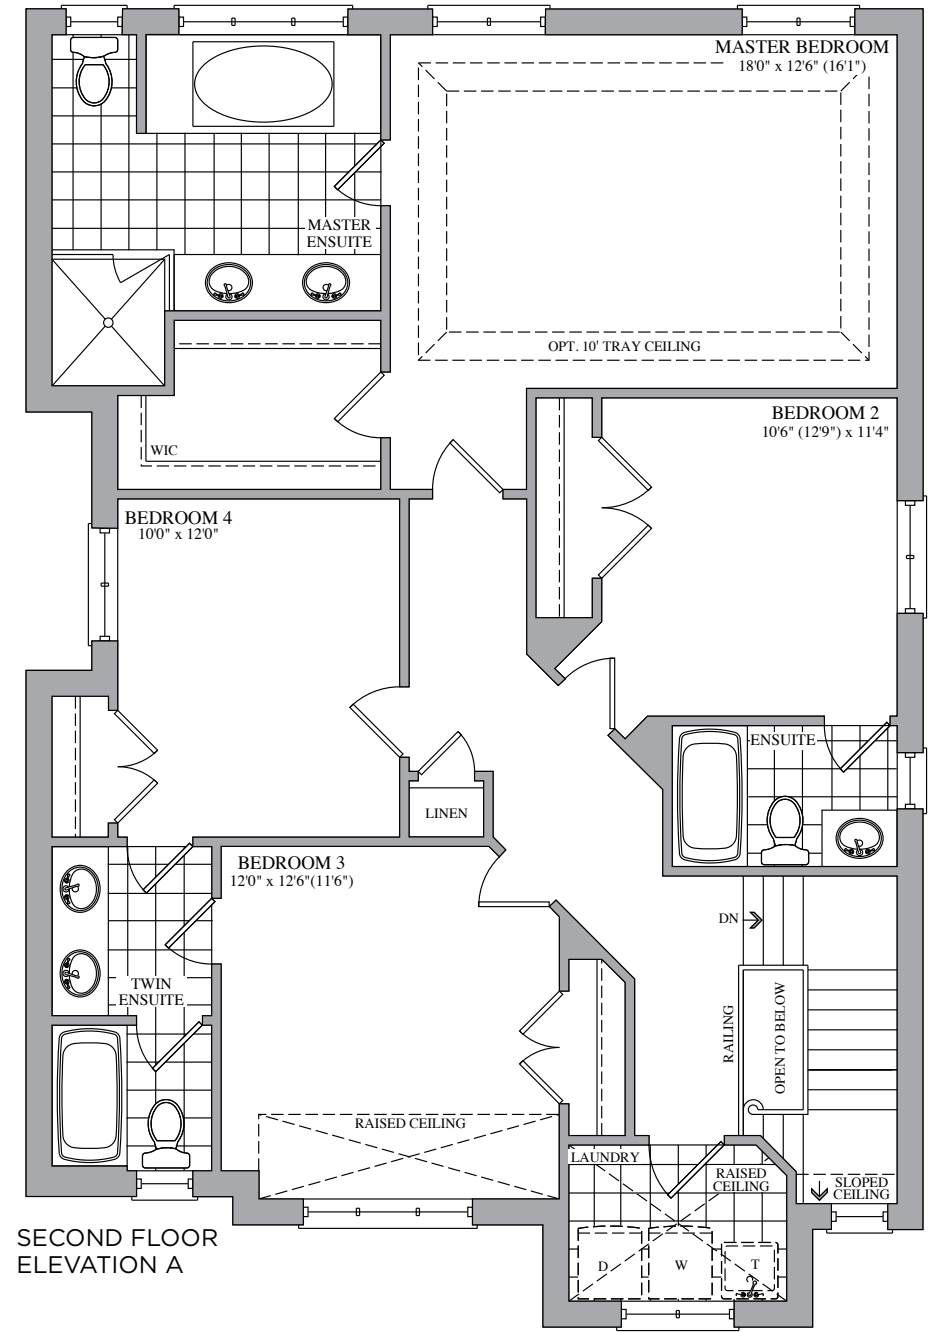 MASTER BEDROOM
18'0" x 12'6" (16'1")
MASTER
ENSUITE
OPT. 10' TRAY CEILING
WIC
BEDROOM 2
10'6" (12'9") x 11'4"
BEDROOM 4
10'0" x 12'0"
ENSUITE
LINEN
BEDROOM 3
12'0" x 12'6"(11'6")
DN
TWIN
ENSUITE
RAILING
OPEN TO BELOW
RAISED CEILING
LAUNDRY
RAISED
CEILING
SLOPED
CEILING
D
W
T
SECOND FLOOR
ELEVATION A